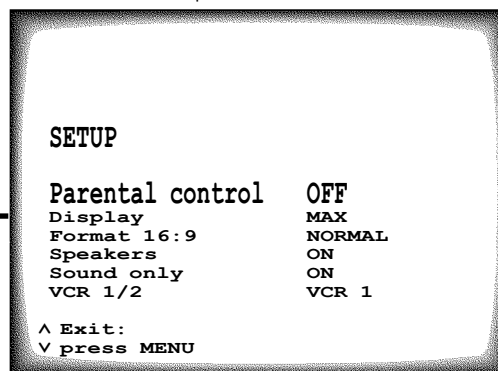 SETUP
Parental control OFF
Display MAX
Format 16:9 NORMAL
Speakers ON
Sound only ON
VCR 1/2 VCR 1
∧ Exit:
∨ press MENU